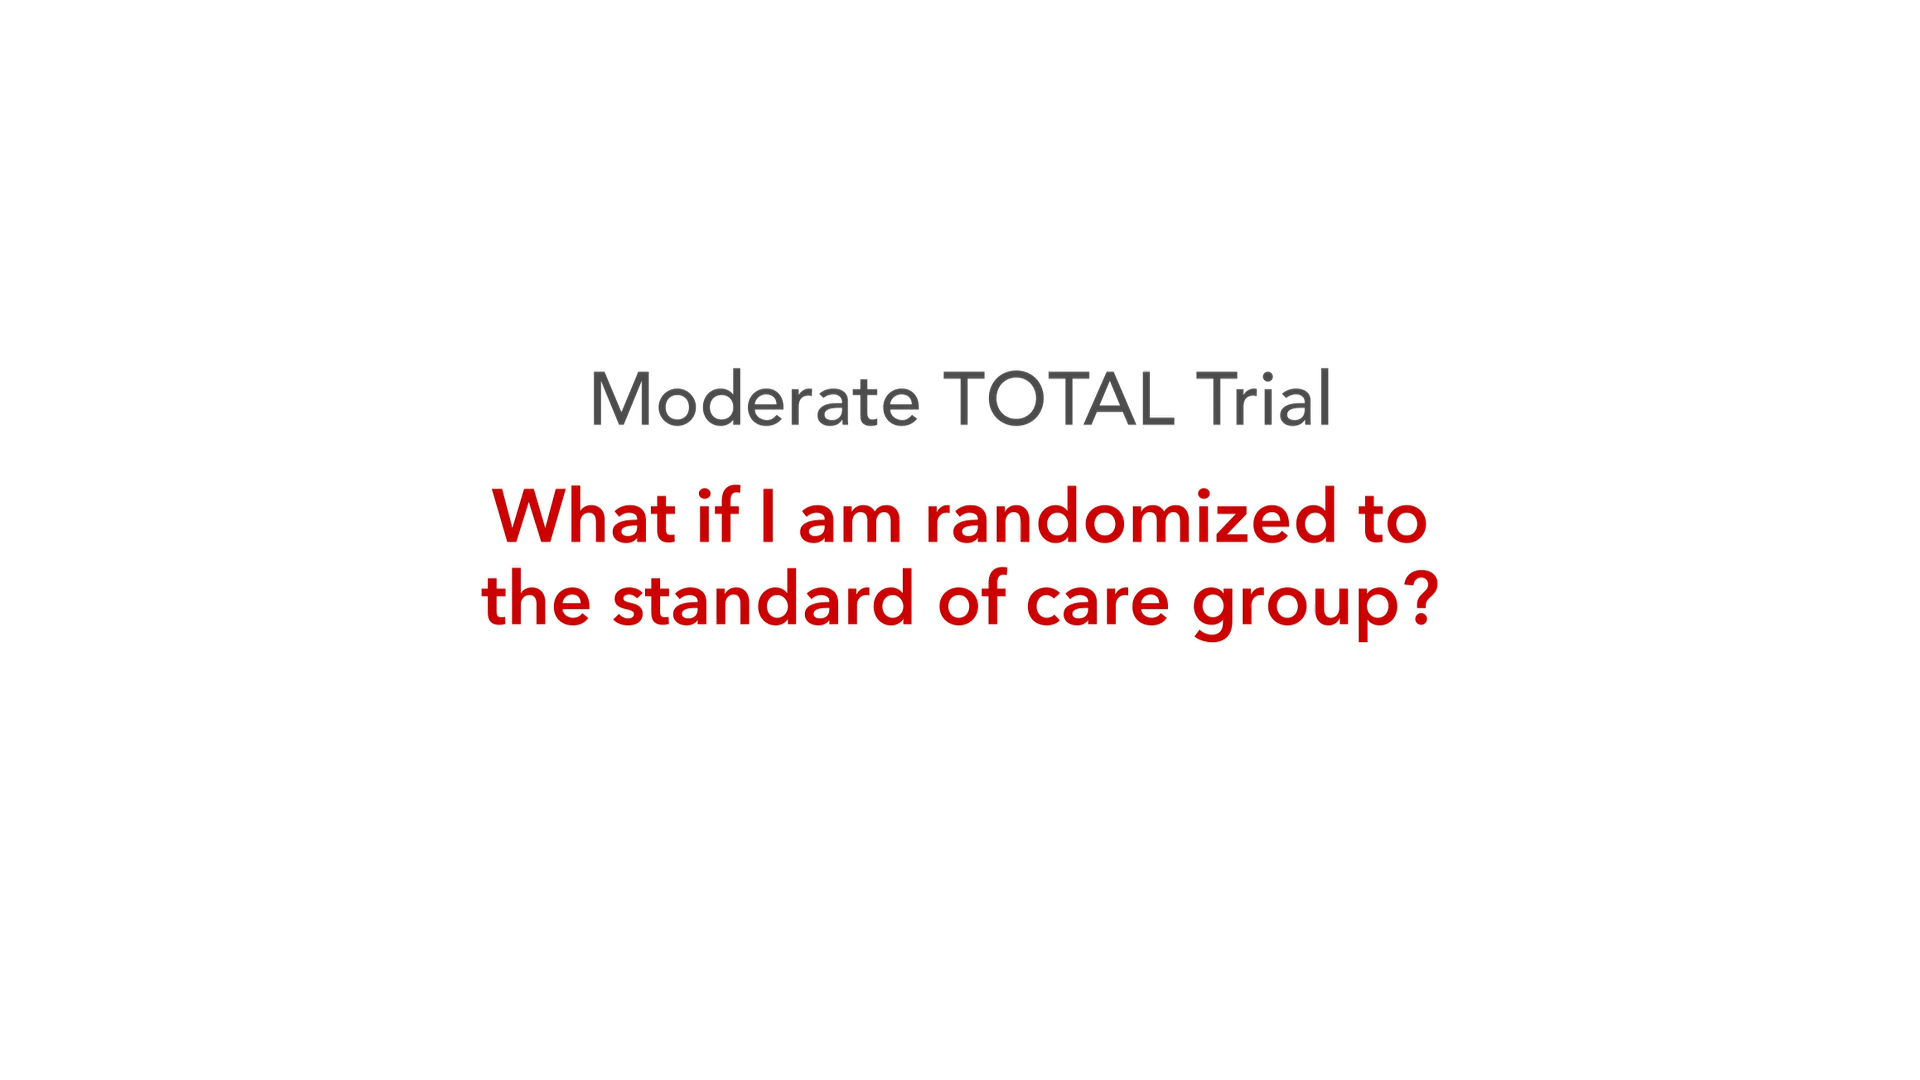 Moderate TOTAL Trial
What if I am randomized to
the standard of care group?